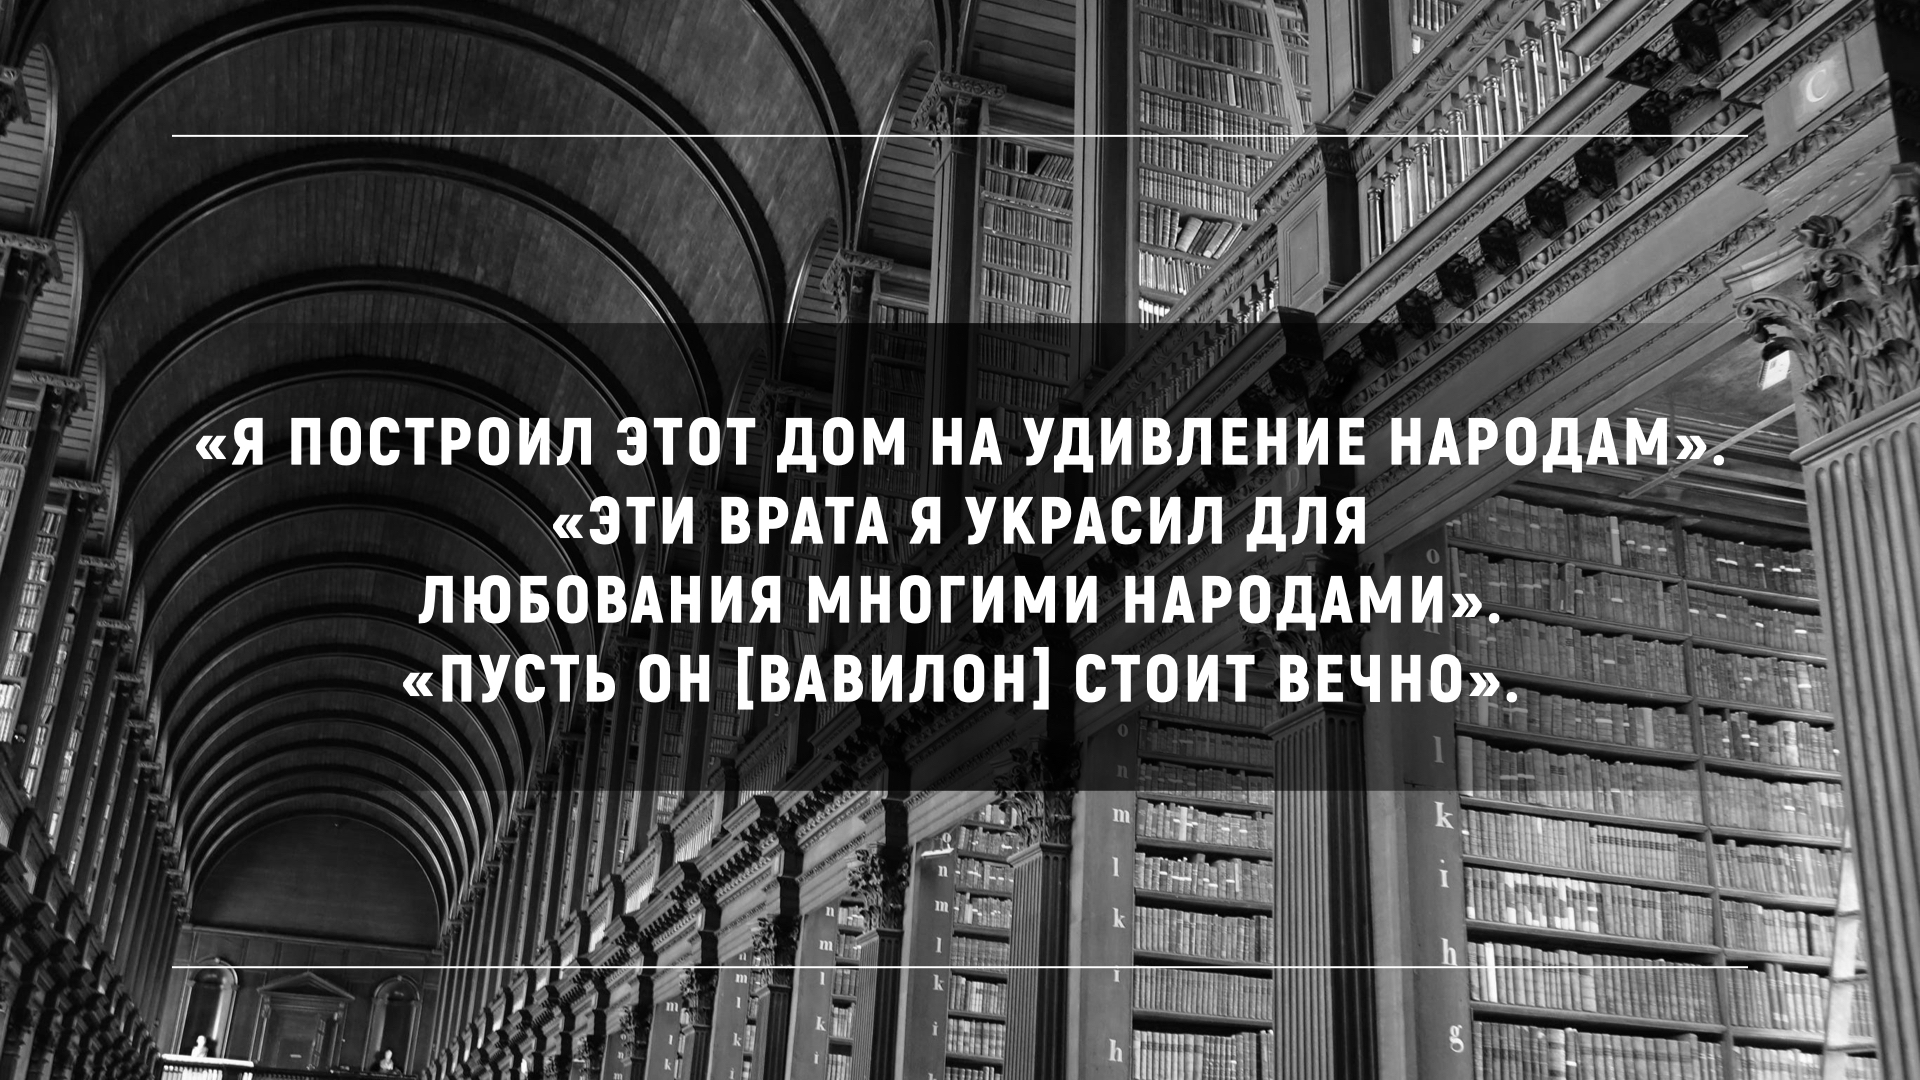 «Я ПОСТРОИЛ ЭТОТ ДОМ НА УДИВЛЕНИЕ НАРОДАМ».
«ЭТИ ВРАТА Я УКРАСИЛ ДЛЯ
ЛЮБОВАНИЯ МНОГИМИ НАРОДАМИ».
«ПУСТЬ ОН [ВАВИЛОН] СТОИТ ВЕЧНО».